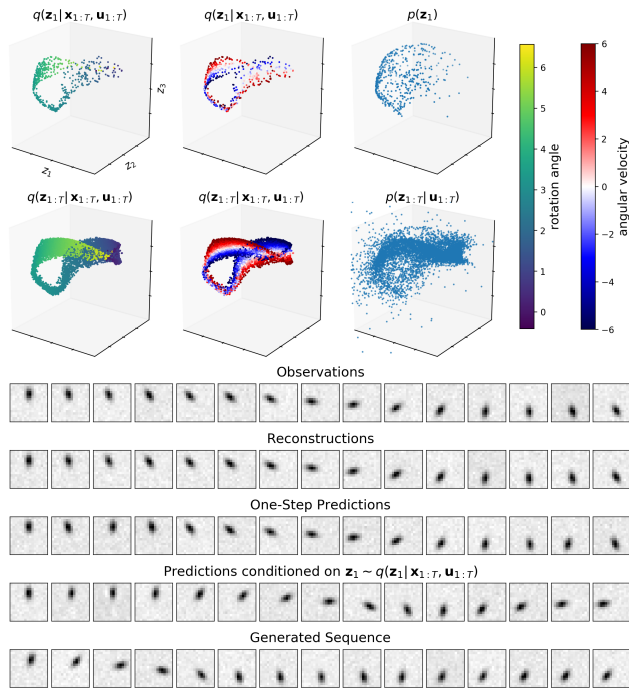 q(z₁|x₁:T, u₁:T)
q(z₁|x₁:T, u₁:T)
p(z₁)
z₁
z₂
z₃
q(z₁:T|x₁:T, u₁:T)
q(z₁:T|x₁:T, u₁:T)
p(z₁:T|u₁:T)
6
5
4
3
2
1
0
rotation angle
6
4
2
0
−2
−4
−6
angular velocity
Observations
Reconstructions
One-Step Predictions
Predictions conditioned on z₁ ~ q(z₁|x₁:T, u₁:T)
Generated Sequence